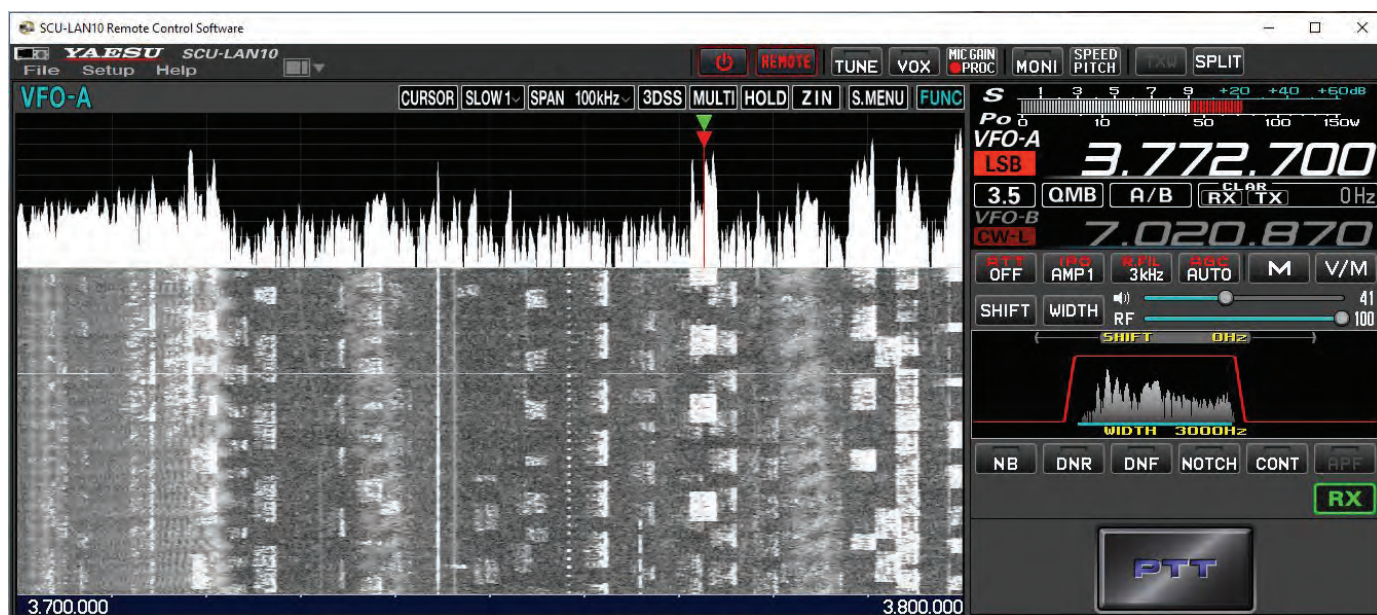 SCU-LAN10 Remote Control Software
YAESU SCU-LAN10
File Setup Help
REMOTE TUNE VOX MIC GAIN PROC MONI SPEED PITCH TXW SPLIT
VFO-A CURSOR SLOW1 SPAN 100kHz 3DSS MULTI HOLD ZIN S.MENU FUNC
S 1 3 5 7 9 +20 +40 +60dB
Po 0 10 50 100 150W
VFO-A
LSB 3.772.700
3.5 QMB A/B CLAR RX TX 0Hz
VFO-B
CW-L 7.020.870
ATT OFF IPO AMP1 R.FIL 3kHz AGC AUTO M V/M
SHIFT WIDTH 41
RF 100
SHIFT 0Hz
WIDTH 3000Hz
NB DNR DNF NOTCH CONT APF
RX
PTT
3.700.000 3.800.000